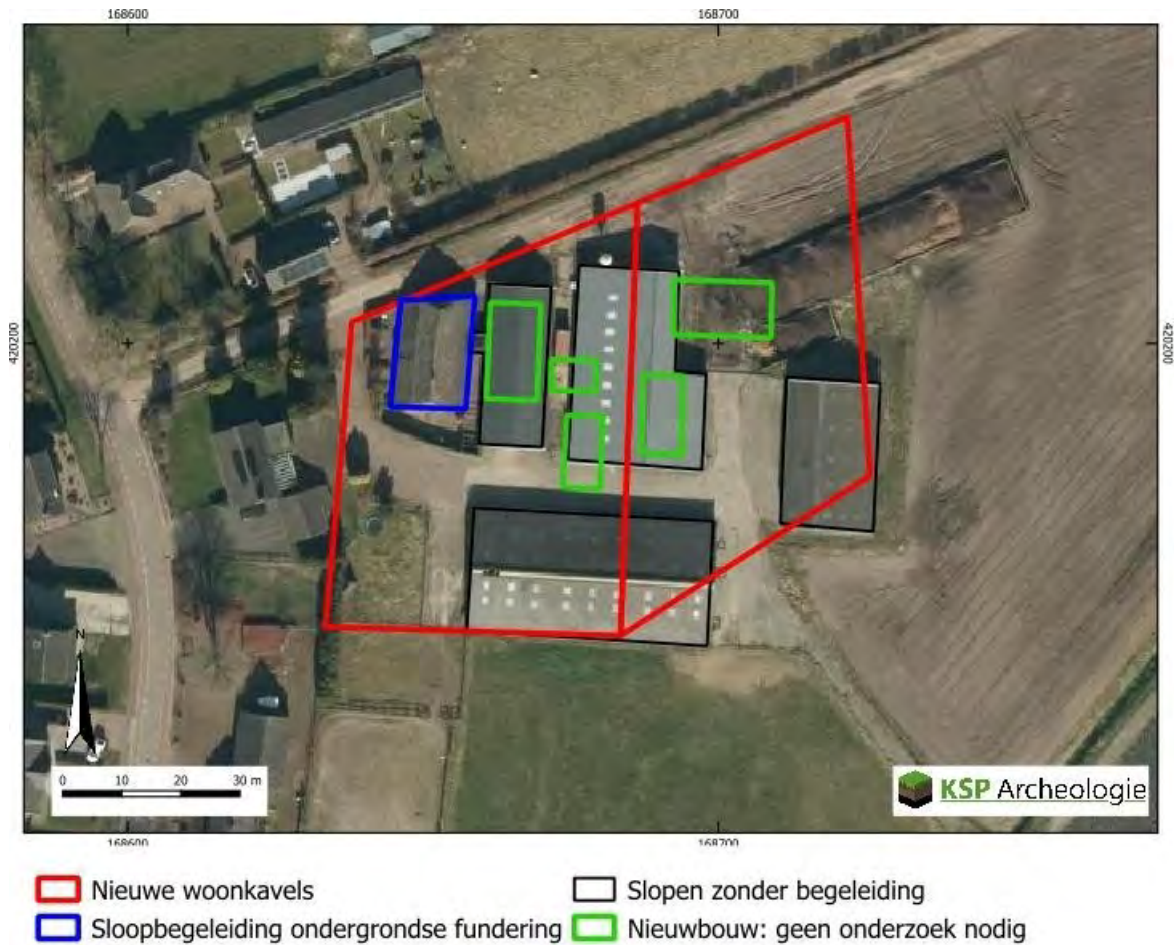 168600 168700
420200 420200
N
0 10 20 30 m
KSP Archeologie
168600 168700
Nieuwe woonkavels
Slopen zonder begeleiding
Sloopbegeleiding ondergrondse fundering
Nieuwbouw: geen onderzoek nodig